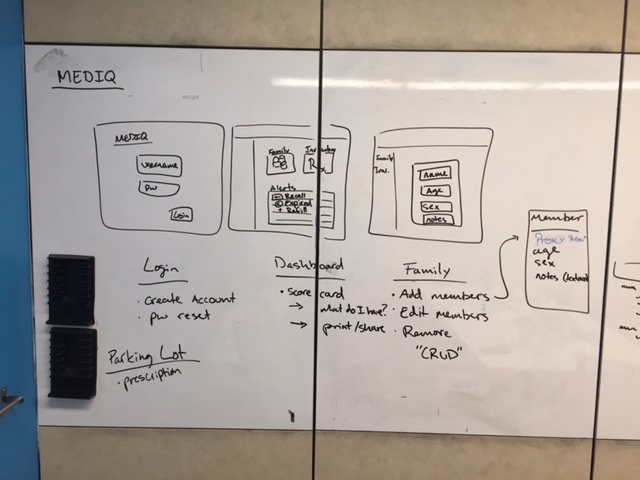 MEDIQ
MEDIQ
username
pw
Login
Family
Inventory
Rx
Alerts
Recall
Expired
+ Refill
Family
Inv.
name
Age
Sex
notes
Member
Proxy "Mom"
age
sex
notes
Login
• Create Account
• pw reset
Dashboard
• score card
→ what do I have?
→ print/share
Family
• Add members
• Edit members
• Remove
"CRUD"
Parking Lot
• prescription